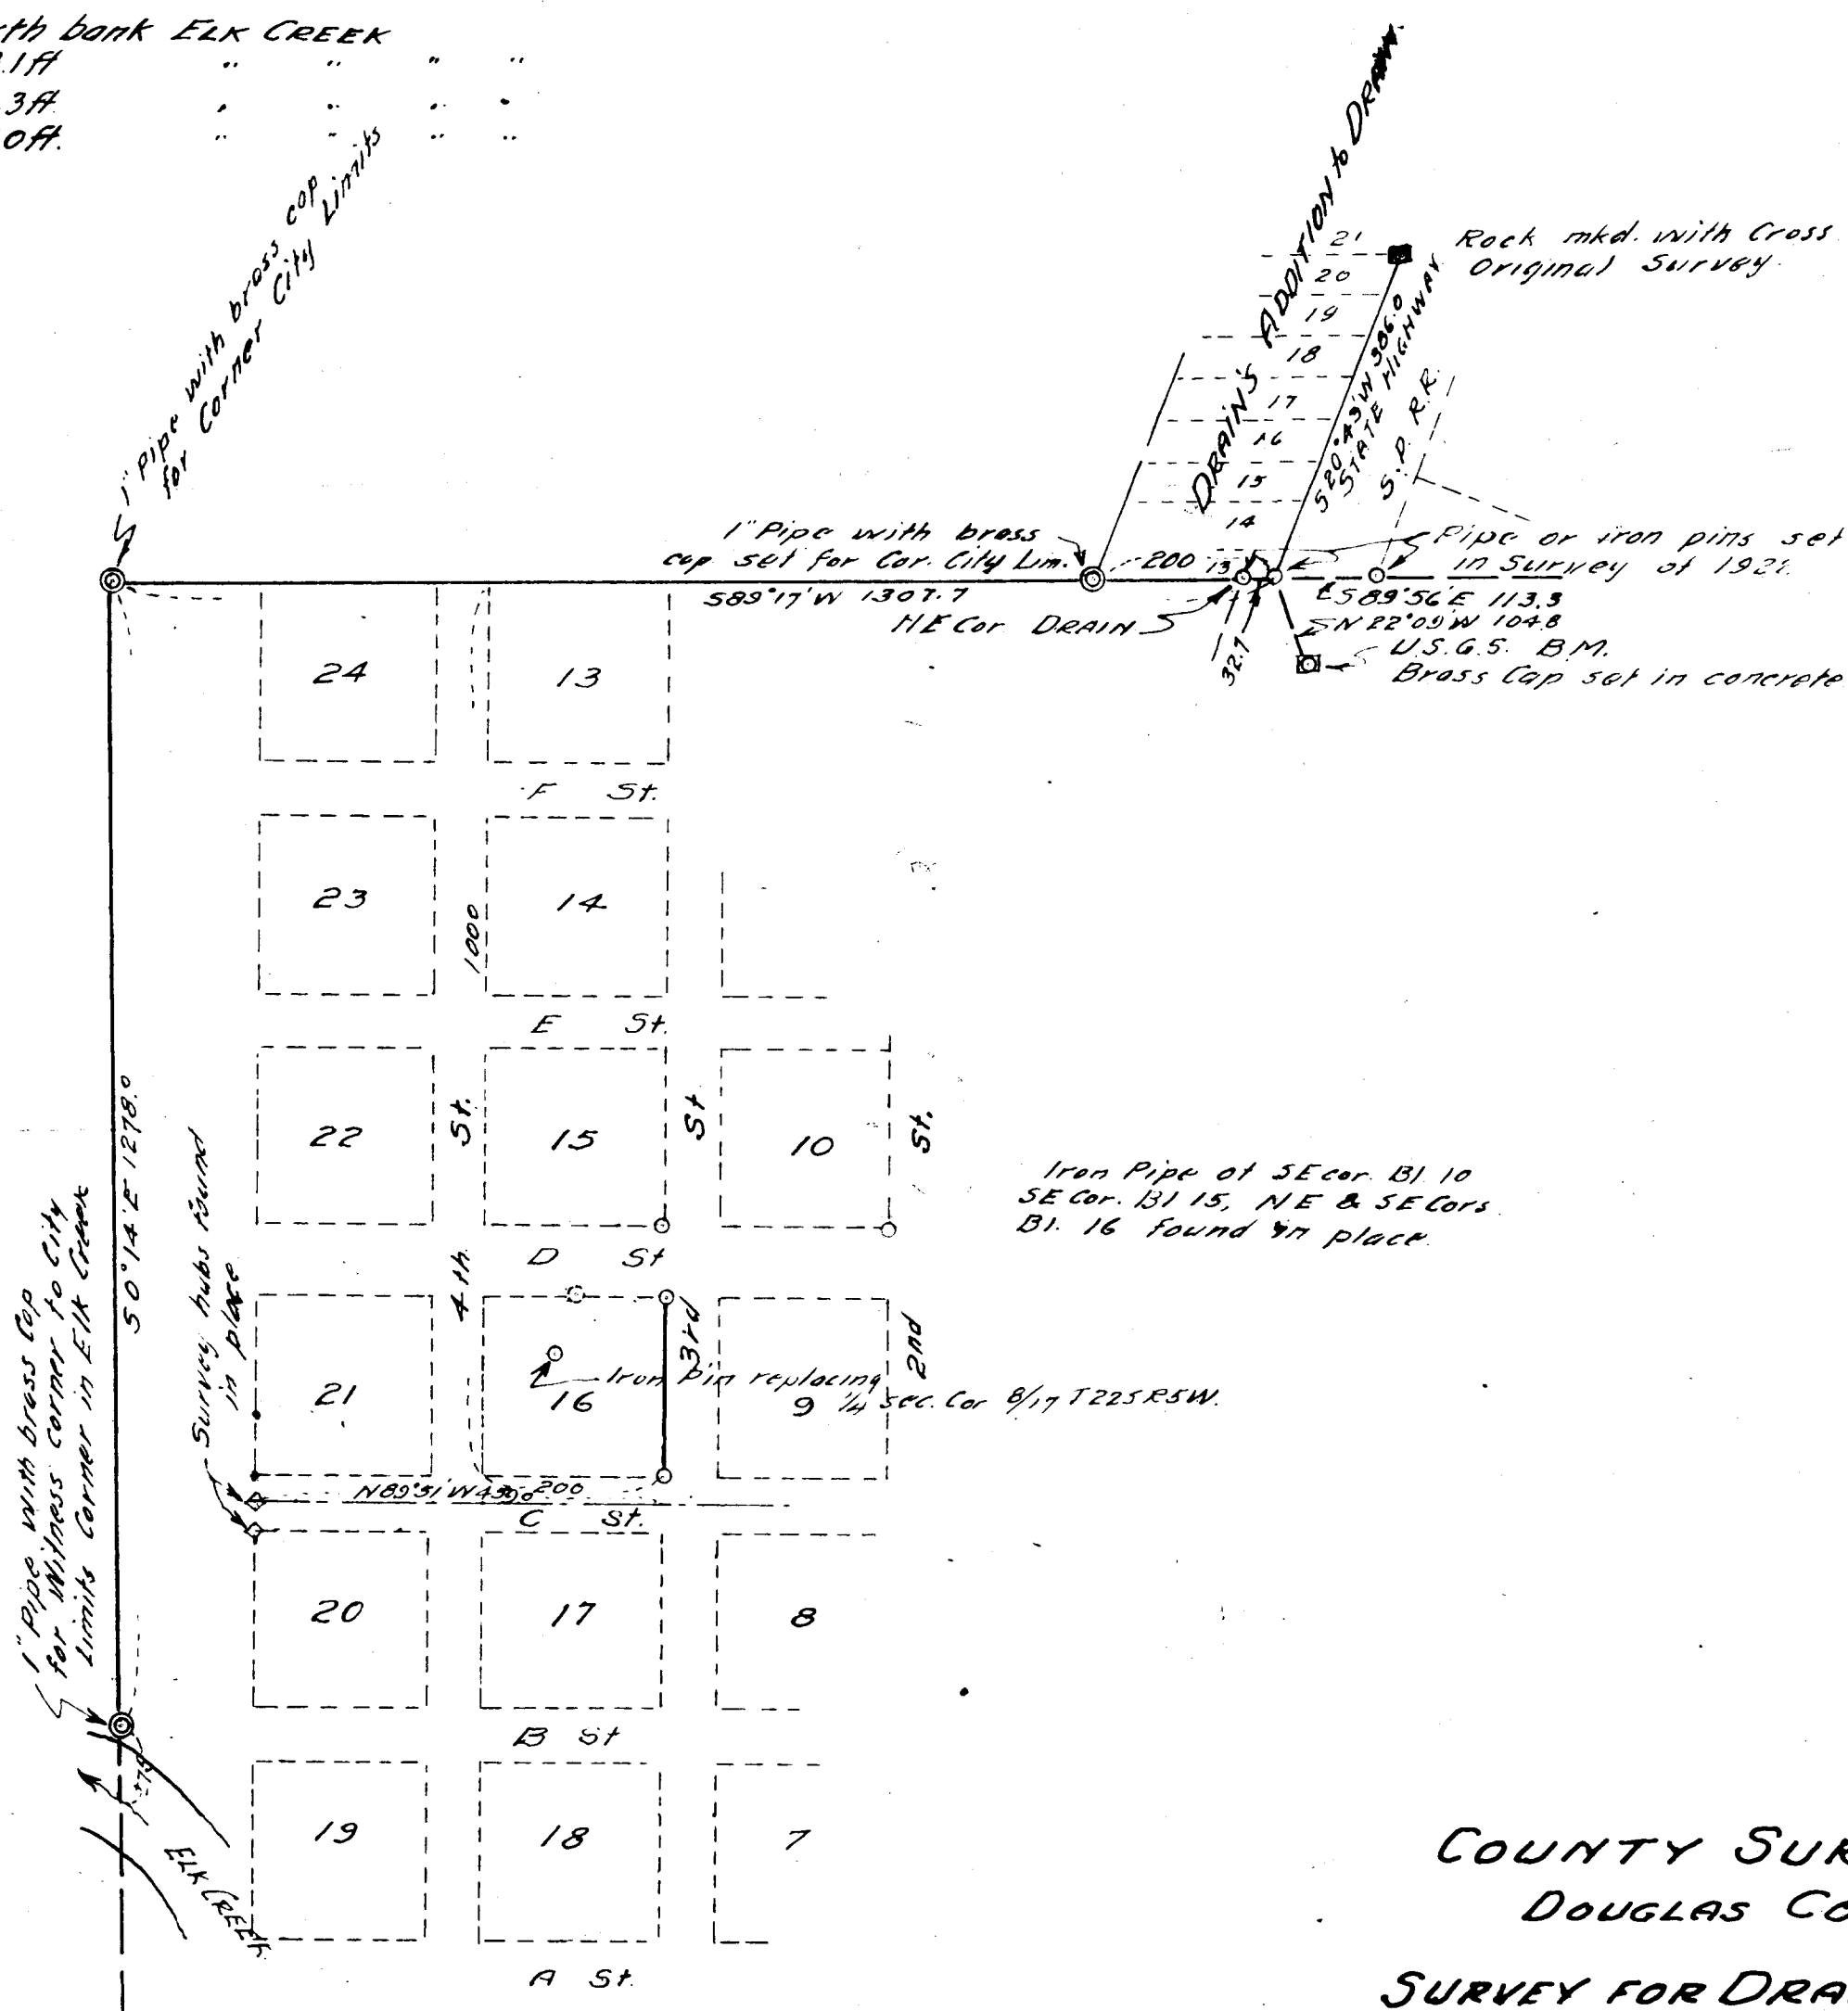 th bank ELK CREEK
.1ft " " " "
.3ft " " " "
0ft. " " " "
1" Pipe with brass cap
for Corner City Limits
DRAIN'S ADDITION to DRAIN.
21
20
19
18
17
16
15
14
13
Rock mkd. with Cross
Original Survey.
S20°43'W 386.0
STATE HIGHWAY
S.P. R.R.
1" Pipe with brass
cap set for Cor. City Lim.
200
Pipe or iron pins set
in Survey of
S89°17'W 1307.7
S89°56'E 113.3
NE Cor DRAIN
32.7
N22°09'W 104.8
U.S.G.S. B.M.
Brass Cap set in concrete
24
13
F St.
23
14
1000
E St.
22
15
10
4th St.
3rd St
2nd St.
S0°14'E 1278.0
Survey hubs found
in place
Iron Pipe at SE cor. Bl 10
SE Cor. Bl 15, NE & SE Cors
Bl. 16 found in place.
D St
21
16
9
Iron Pin replacing
1/4 Sec. Cor 8/17 T22S R5W.
N89°51'W 200
C St.
1" Pipe with brass Cap
for Witness corner to City
Limits Corner in Elk Creek
20
17
8
B St
±75
ELK CREEK
19
18
7
A St.
COUNTY SUR
DOUGLAS CO
SURVEY FOR DRA